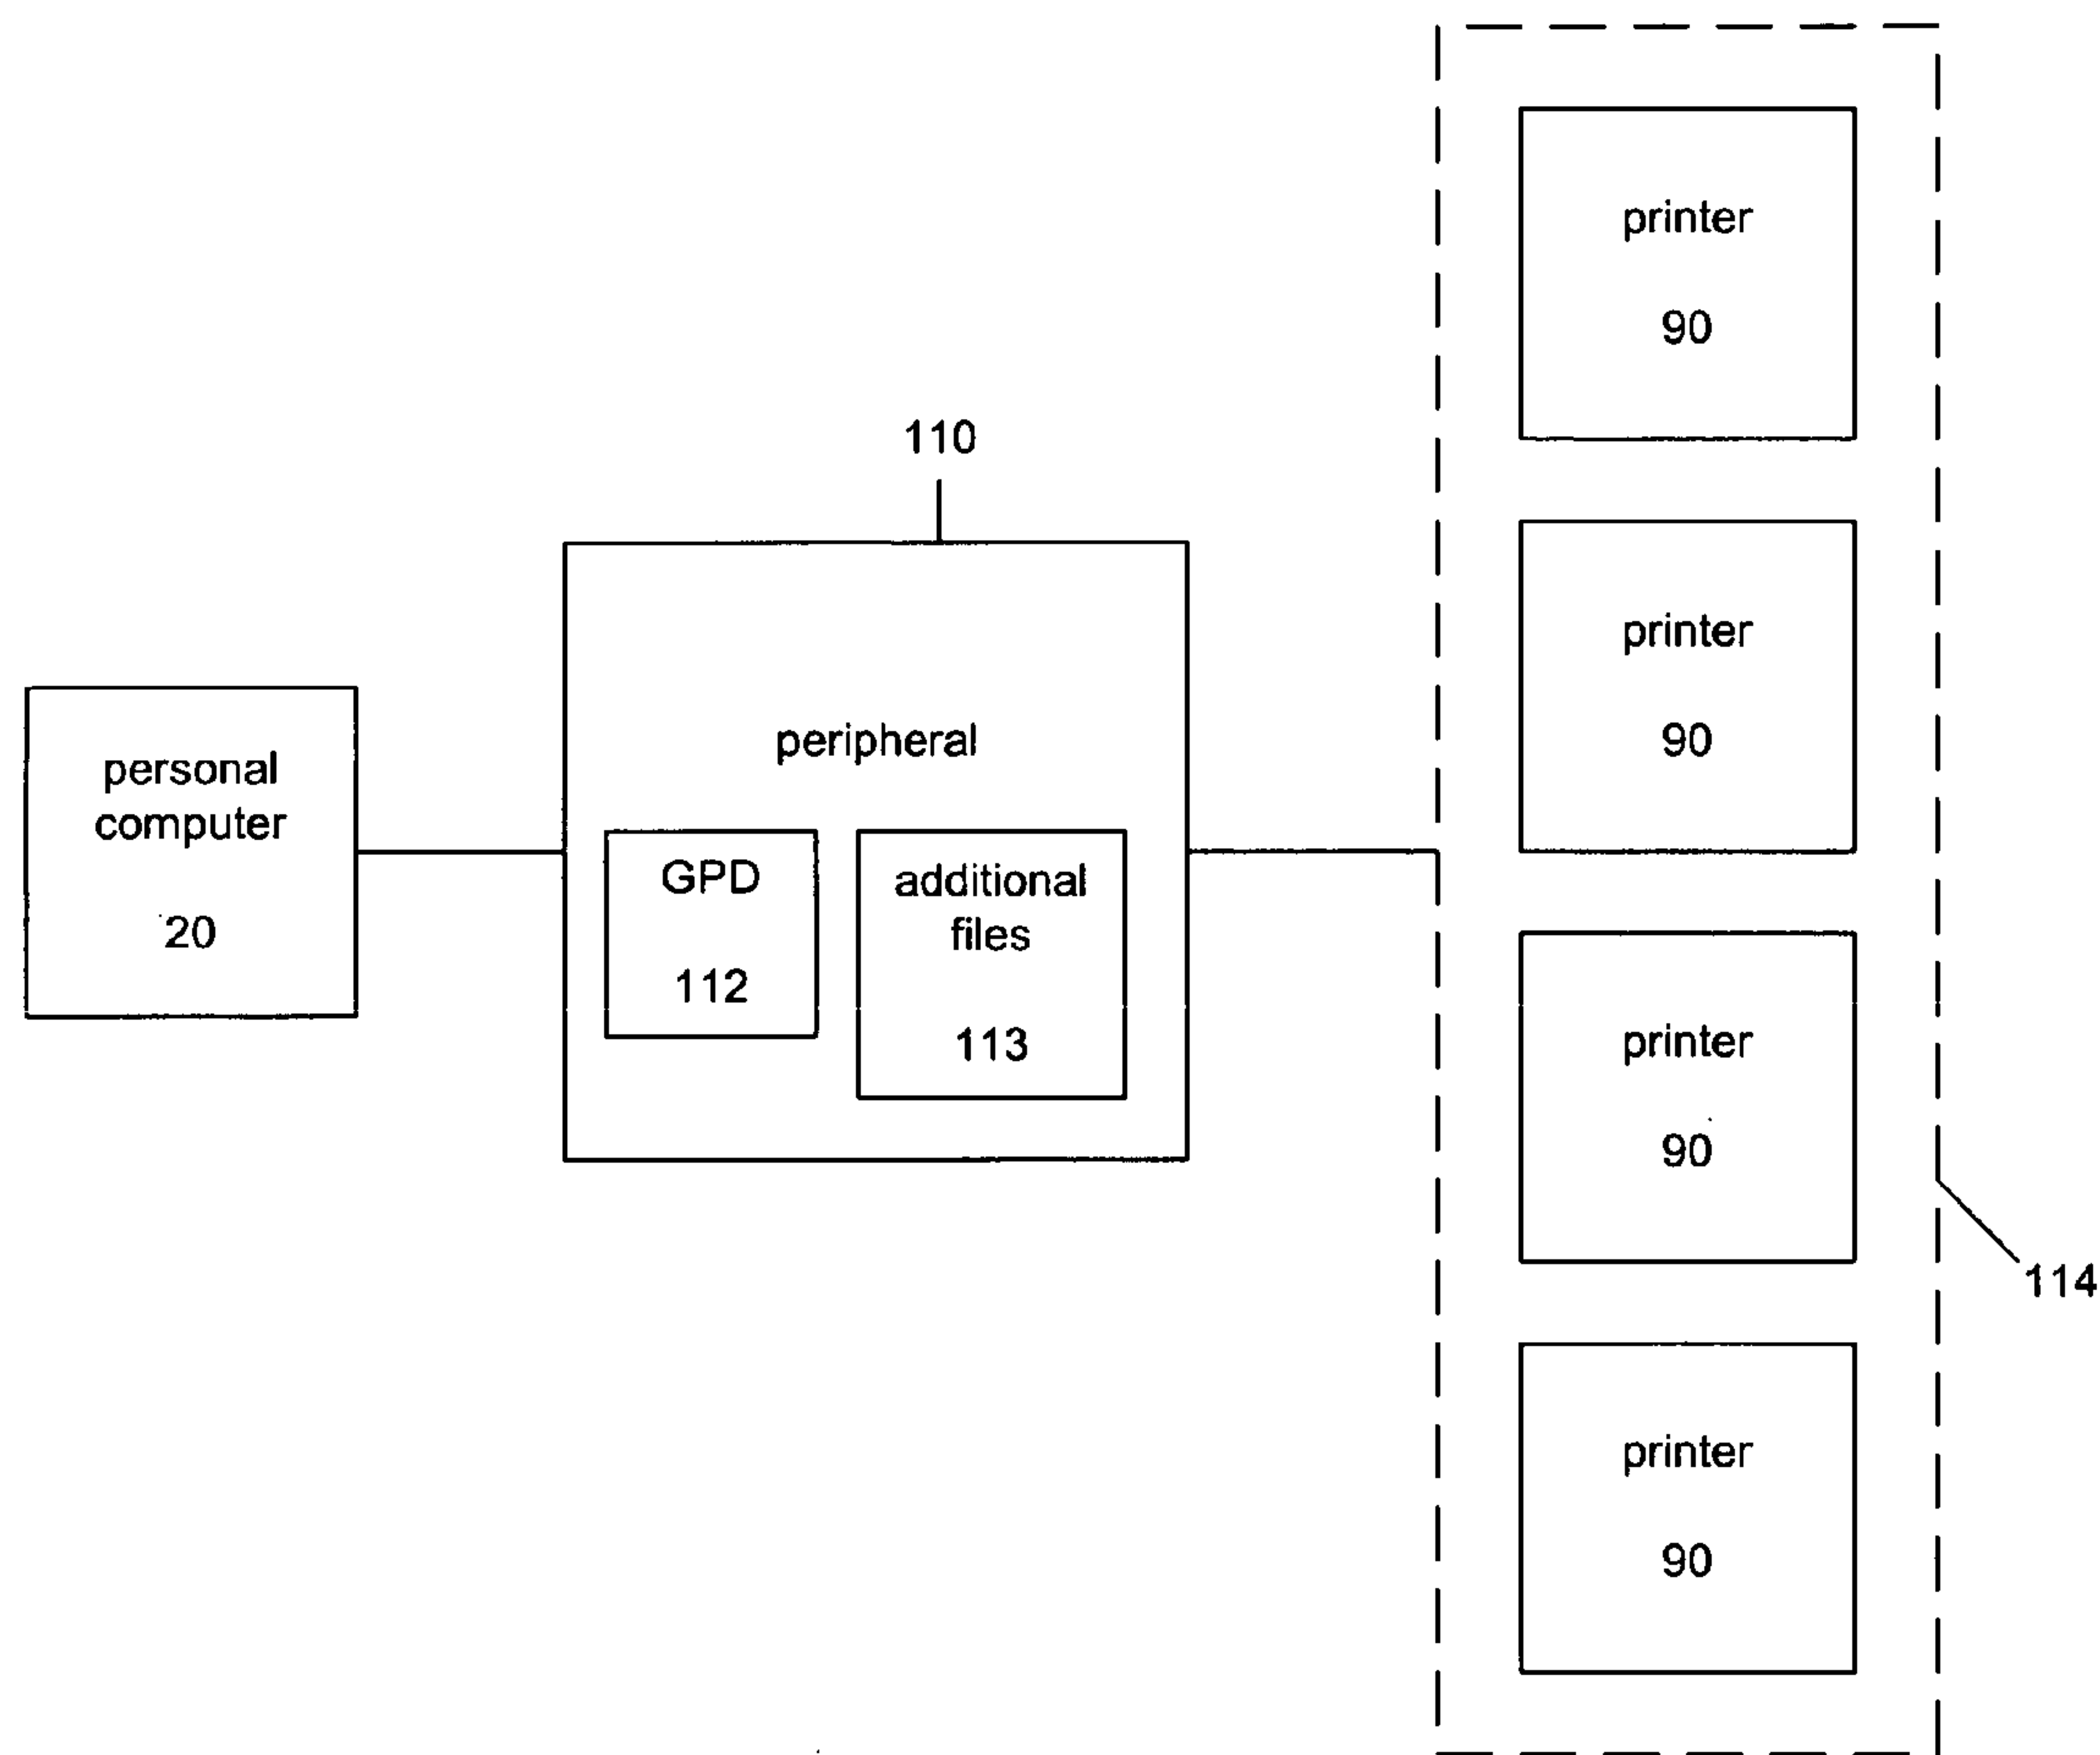 personal
computer
20
110
peripheral
GPD
112
additional
files
113
printer
90
printer
90
printer
90
printer
90
114